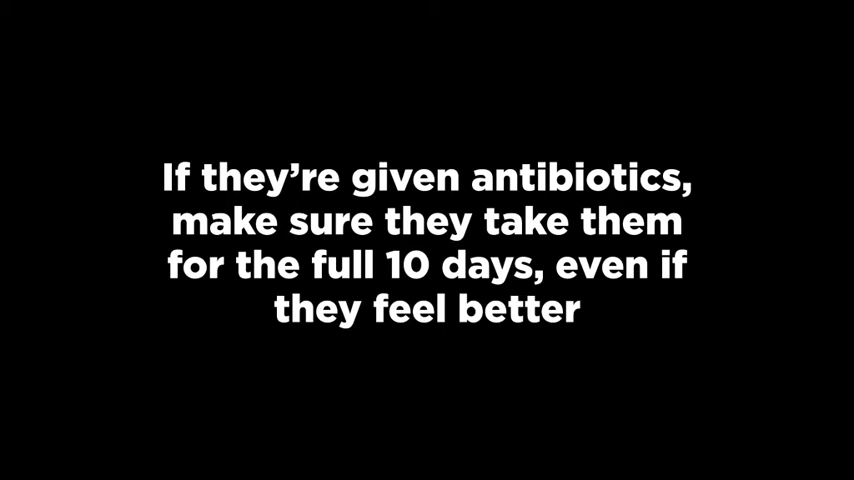 If they’re given antibiotics,
make sure they take them
for the full 10 days, even if
they feel better